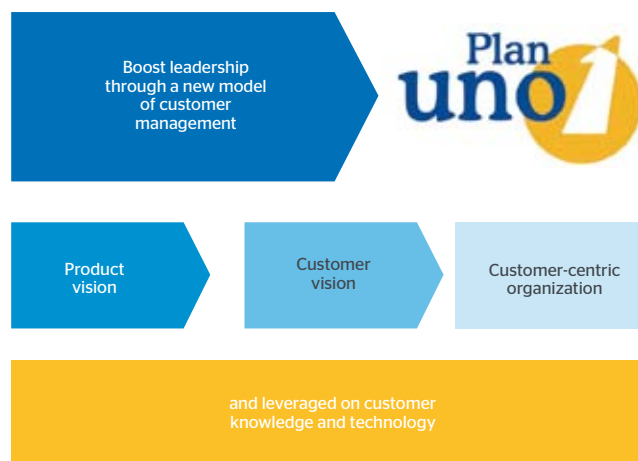 Boost leadership
through a new model
of customer
management
Plan
uno 1
Product
vision
Customer
vision
Customer-centric
organization
and leveraged on customer
knowledge and technology